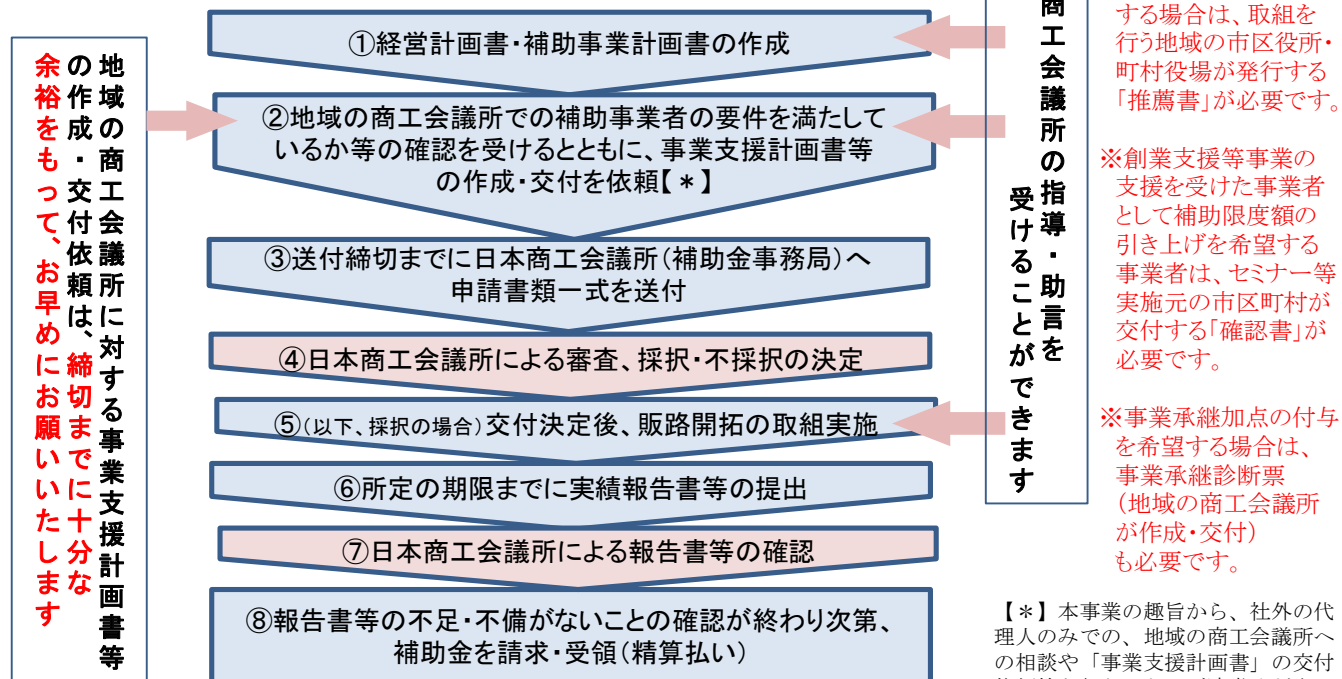 地域の商工会議所に対する事業支援計画書等
の作成・交付依頼は、締切までに十分な
余裕をもって、お早めにお願いいたします
①経営計画書・補助事業計画書の作成
②地域の商工会議所での補助事業者の要件を満たして
いるか等の確認を受けるとともに、事業支援計画書等
の作成・交付を依頼【*】
③送付締切までに日本商工会議所（補助金事務局）へ
申請書類一式を送付
④日本商工会議所による審査、採択・不採択の決定
⑤（以下、採択の場合）交付決定後、販路開拓の取組実施
⑥所定の期限までに実績報告書等の提出
⑦日本商工会議所による報告書等の確認
⑧報告書等の不足・不備がないことの確認が終わり次第、
補助金を請求・受領（精算払い）
商工会議所の指導・助言を
受けることができます
する場合は、取組を
行う地域の市区役所・
町村役場が発行する
「推薦書」が必要です。
※創業支援等事業の
支援を受けた事業者
として補助限度額の
引き上げを希望する
事業者は、セミナー等
実施元の市区町村が
交付する「確認書」が
必要です。
※事業承継加点の付与
を希望する場合は、
事業承継診断票
（地域の商工会議所
が作成・交付）
も必要です。
【*】本事業の趣旨から、社外の代
理人のみでの、地域の商工会議所へ
の相談や「事業支援計画書」の交付